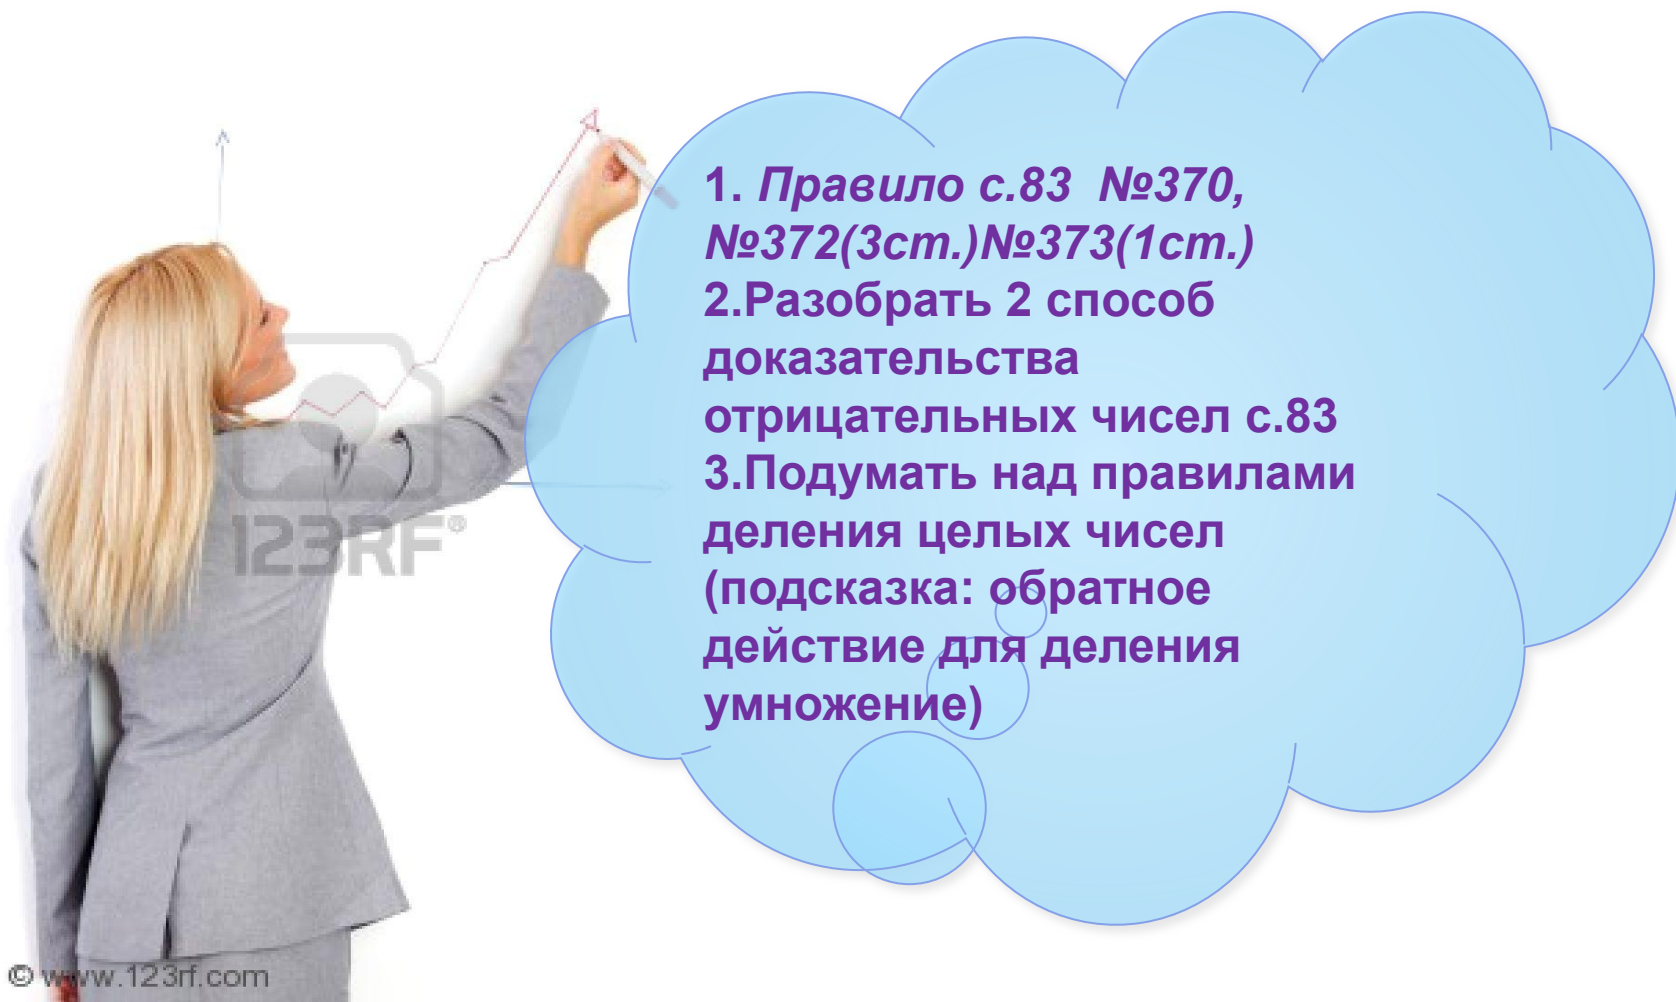 1. Правило с.83 №370,
№372(3ст.)№373(1ст.)
2.Разобрать 2 способ
доказательства
отрицательных чисел с.83
3.Подумать над правилами
деления целых чисел
(подсказка: обратное
действие для деления
умножение)
123RF®
© www.123rf.com